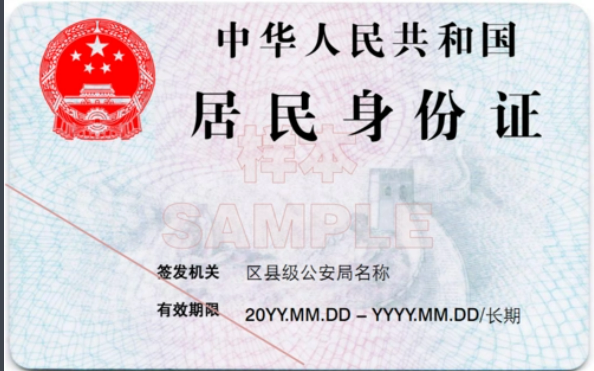 中华人民共和国
居民身份证
样本
SAMPLE
签发机关 区县级公安局名称
有效期限 20YY.MM.DD – YYYY.MM.DD/长期